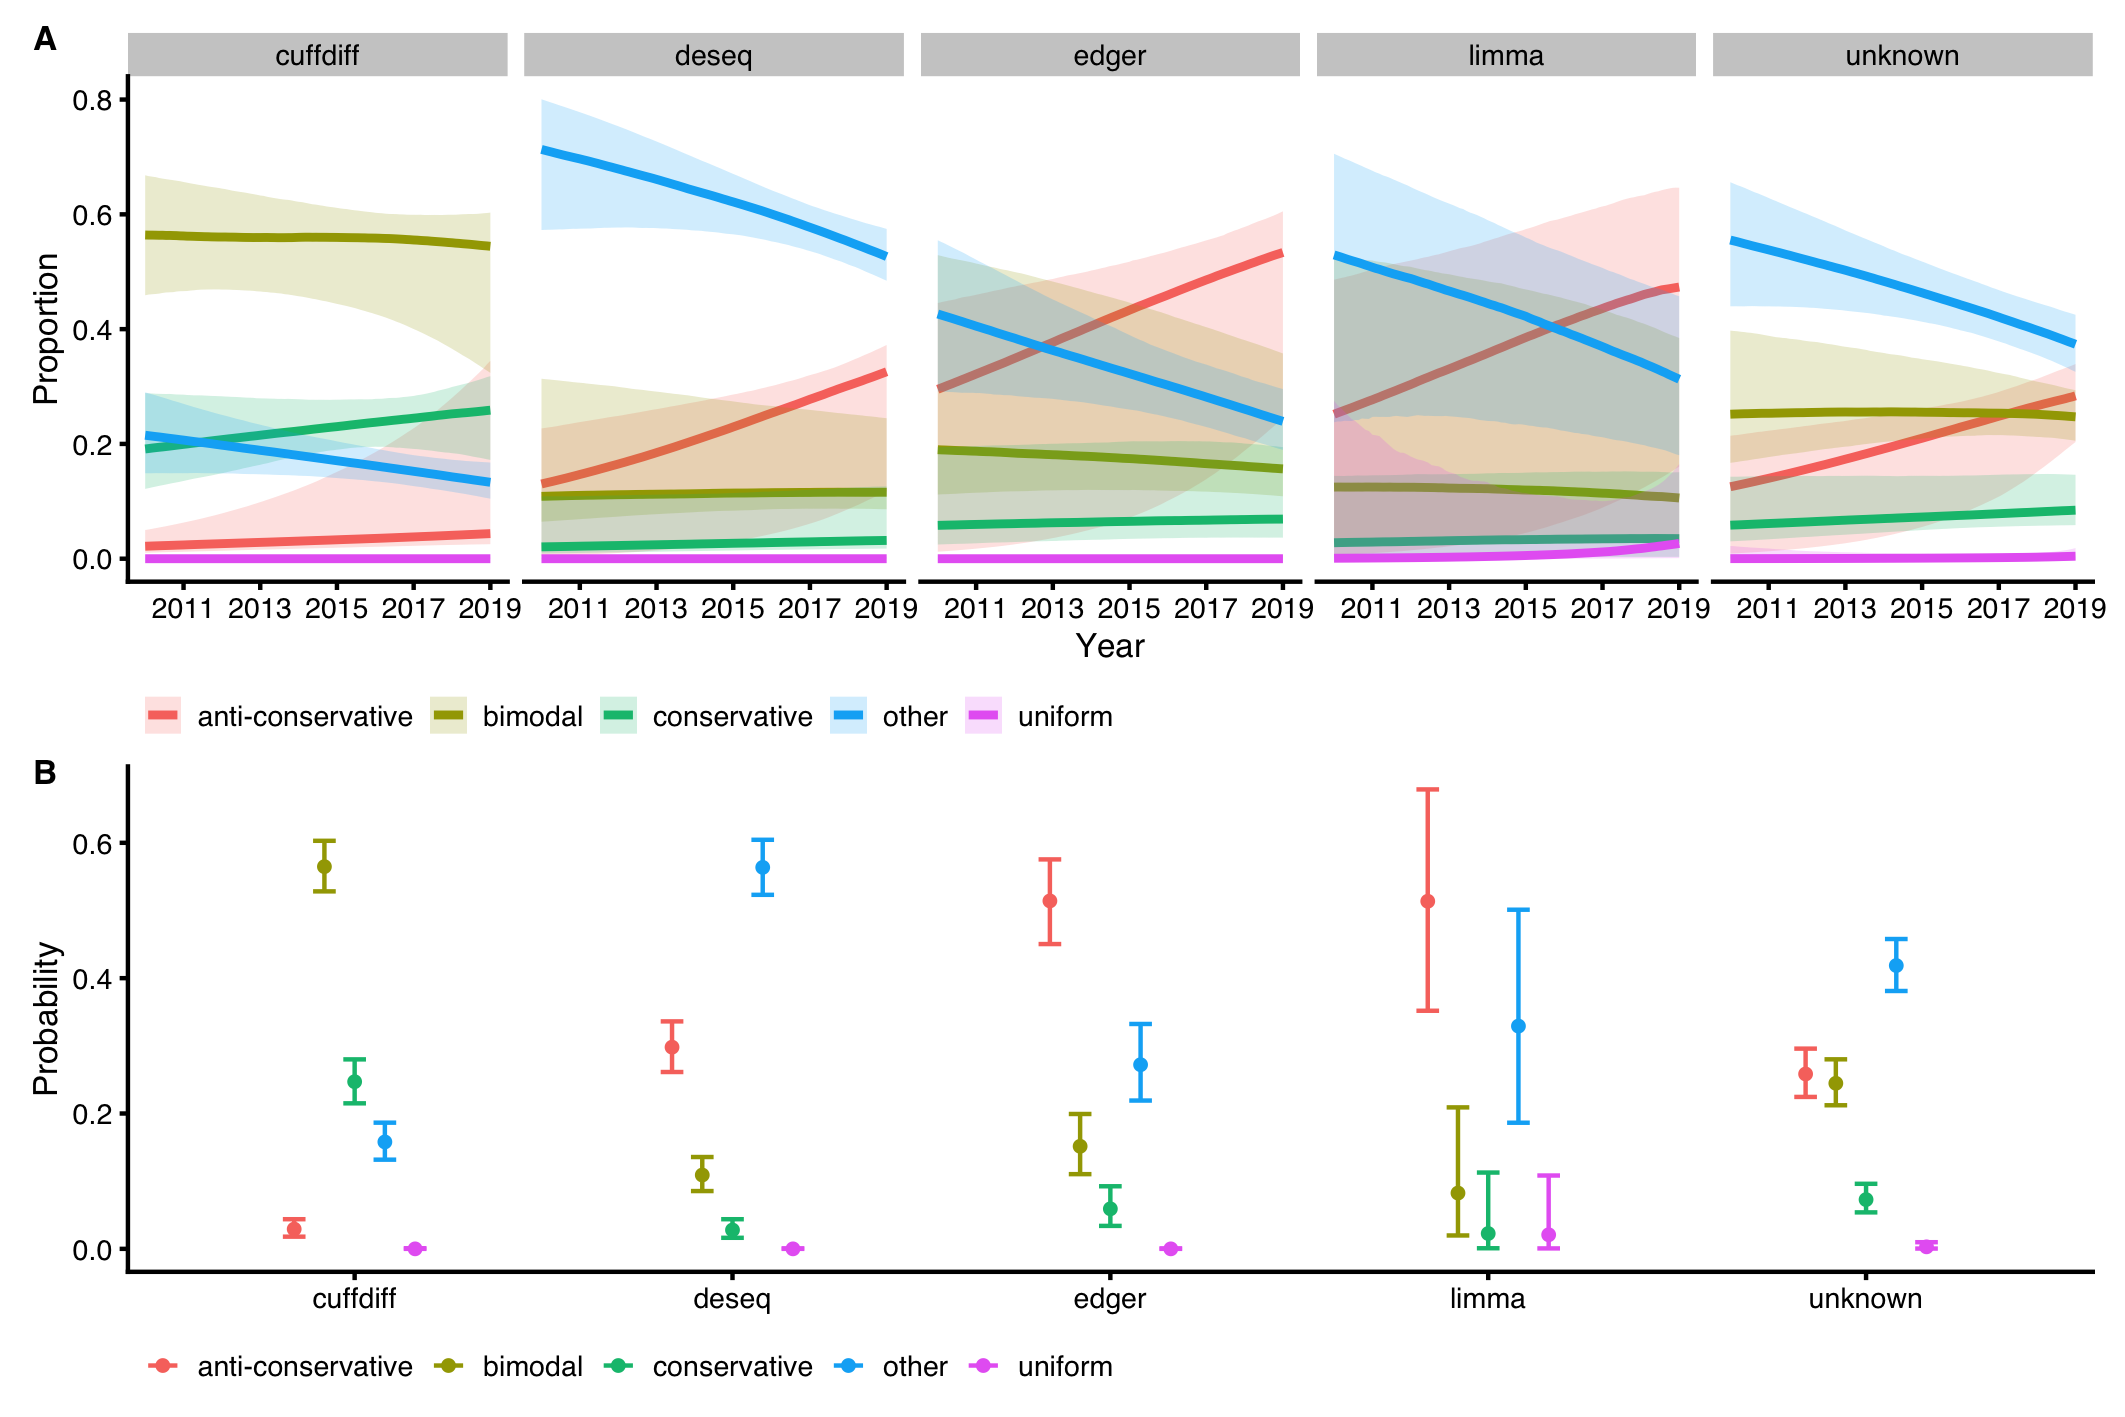 A
cuffdiff deseq edger limma unknown
0.8
0.6
0.4
0.2
0.0
Proportion
2011 2013 2015 2017 2019 2011 2013 2015 2017 2019 2011 2013 2015 2017 2019 2011 2013 2015 2017 2019 2011 2013 2015 2017 2019
Year
anti-conservative bimodal conservative other uniform
B
0.6
0.4
0.2
0.0
Probability
cuffdiff deseq edger limma unknown
anti-conservative bimodal conservative other uniform